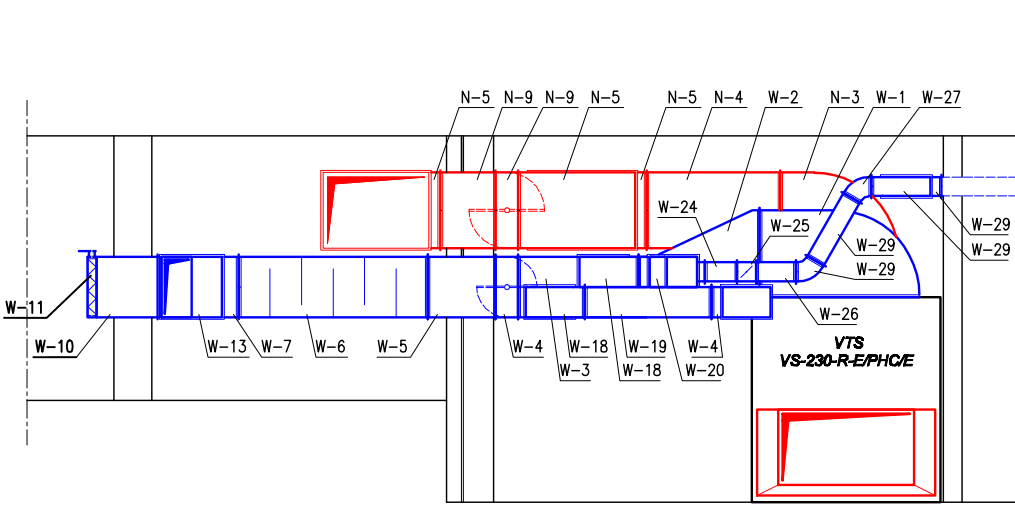 N-5 N-9 N-9 N-5 N-5 N-4 W-2 N-3 W-1 W-27
W-24
W-25
W-29
W-29
W-29
W-29
W-11
W-26
W-10 W-13 W-7 W-6 W-5 W-4 W-18 W-19 W-4
W-3 W-18 W-20
VTS
VS-230-R-E/PHC/E